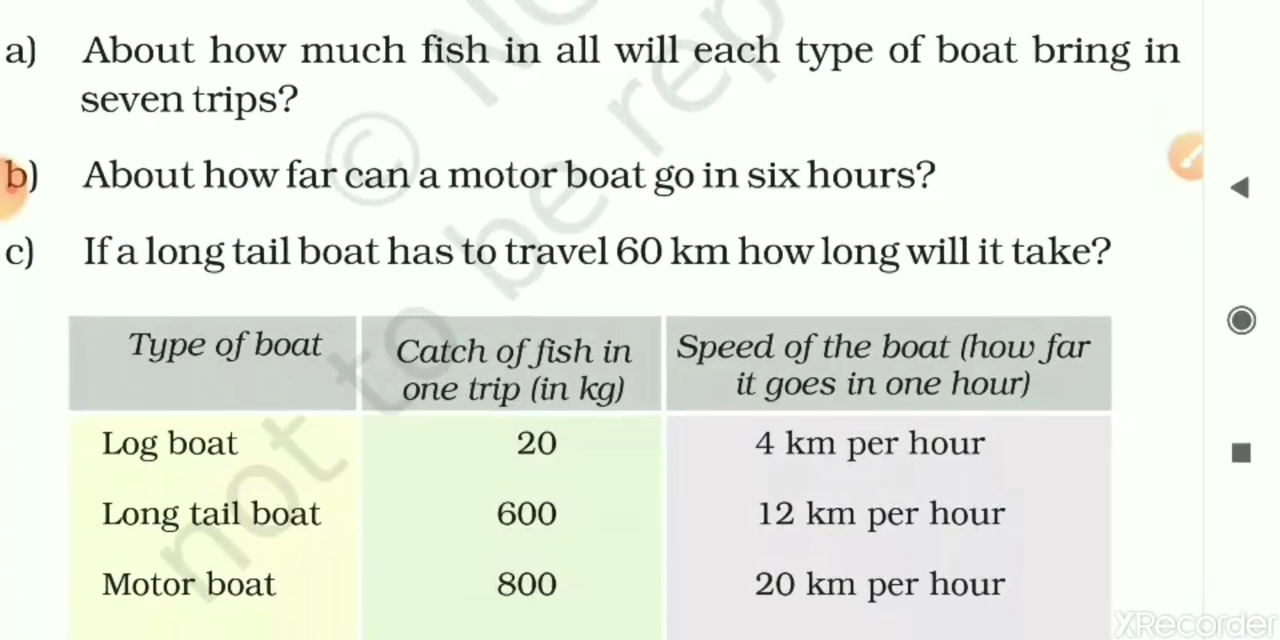 a) About how much fish in all will each type of boat bring in
seven trips?
b) About how far can a motor boat go in six hours?
c) If a long tail boat has to travel 60 km how long will it take?
Type of boat
Catch of fish in
one trip (in kg)
Speed of the boat (how far
it goes in one hour)
Log boat 20 4 km per hour
Long tail boat 600 12 km per hour
Motor boat 800 20 km per hour
© N
not to be rep
XRecorder